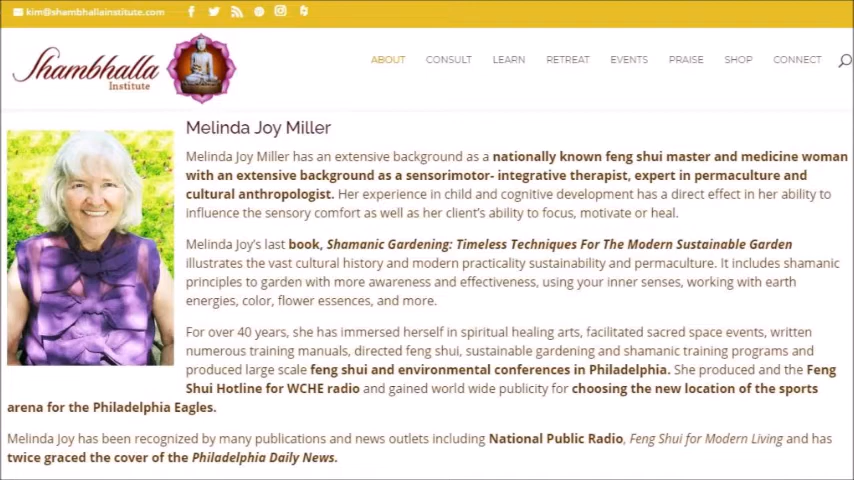 kim@shambhallainstitute.com
Shambhalla
Institute
ABOUT CONSULT LEARN RETREAT EVENTS PRAISE SHOP CONNECT
Melinda Joy Miller
Melinda Joy Miller has an extensive background as a nationally known feng shui master and medicine woman
with an extensive background as a sensorimotor- integrative therapist, expert in permaculture and
cultural anthropologist. Her experience in child and cognitive development has a direct effect in her ability to
influence the sensory comfort as well as her client's ability to focus, motivate or heal.
Melinda Joy's last book, Shamanic Gardening: Timeless Techniques For The Modern Sustainable Garden
illustrates the vast cultural history and modern practicality sustainability and permaculture. It includes shamanic
principles to garden with more awareness and effectiveness, using your inner senses, working with earth
energies, color, flower essences, and more.
For over 40 years, she has immersed herself in spiritual healing arts, facilitated sacred space events, written
numerous training manuals, directed feng shui, sustainable gardening and shamanic training programs and
produced large scale feng shui and environmental conferences in Philadelphia. She produced and the Feng
Shui Hotline for WCHE radio and gained world wide publicity for choosing the new location of the sports
arena for the Philadelphia Eagles.
Melinda Joy has been recognized by many publications and news outlets including National Public Radio, Feng Shui for Modern Living and has
twice graced the cover of the Philadelphia Daily News.